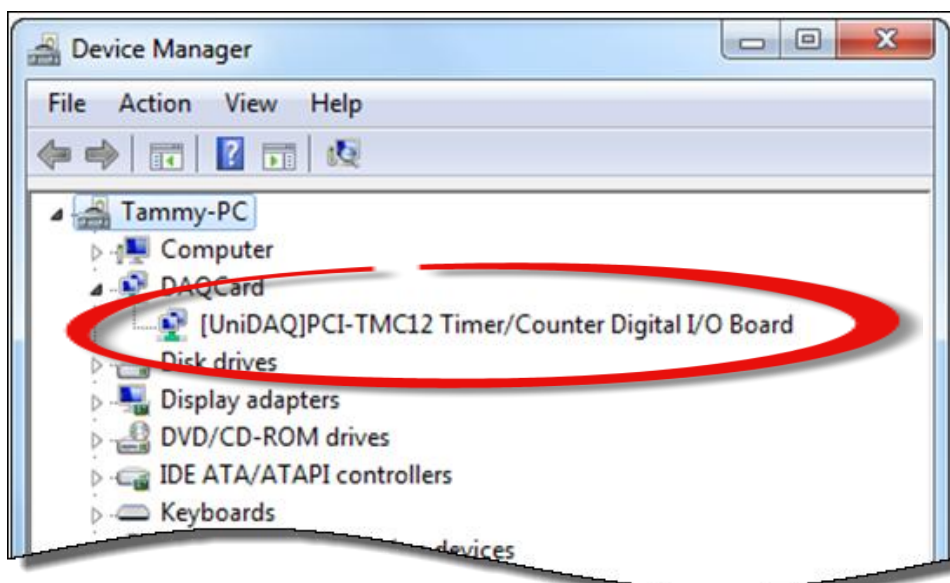 Device Manager
File Action View Help
Tammy-PC
Computer
DAQCard
[UniDAQ]PCI-TMC12 Timer/Counter Digital I/O Board
Disk drives
Display adapters
DVD/CD-ROM drives
IDE ATA/ATAPI controllers
Keyboards
devices